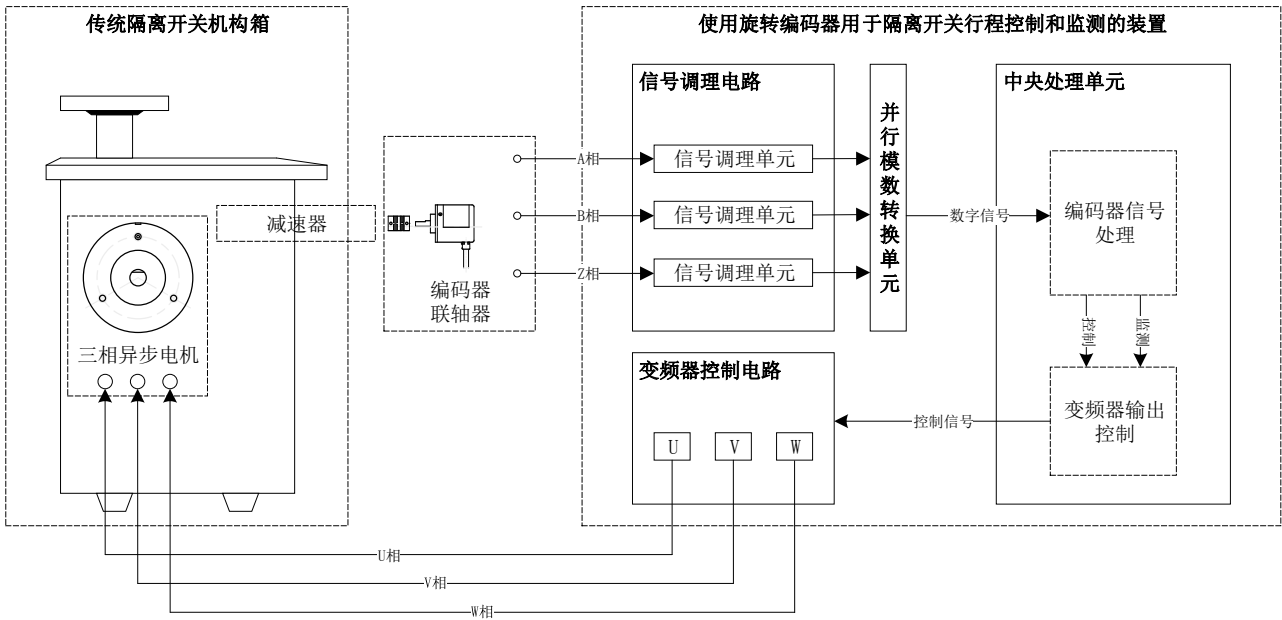 传统隔离开关机构箱
使用旋转编码器用于隔离开关行程控制和监测的装置
减速器
三相异步电机
编码器
联轴器
A相
B相
Z相
信号调理电路
信号调理单元
信号调理单元
信号调理单元
并行模数转换单元
数字信号
中央处理单元
编码器信号
处理
控制
监测
变频器输出
控制
控制信号
变频器控制电路
U
V
W
U相
V相
W相